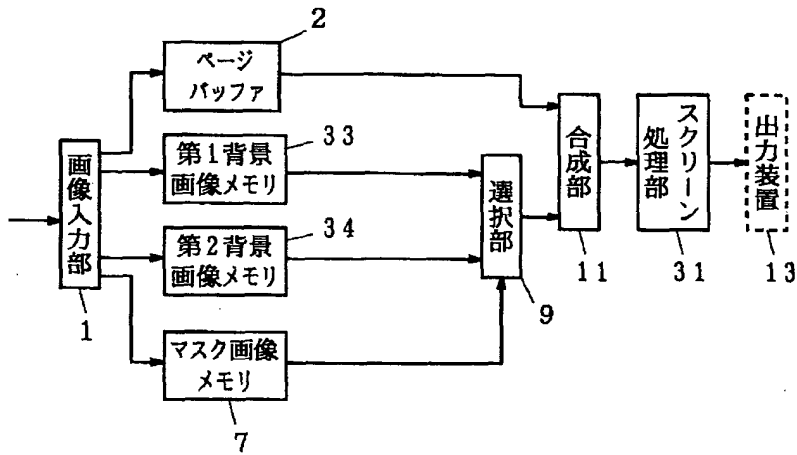 2
ページ
バッファ
33
第1背景
画像メモリ
34
第2背景
画像メモリ
マスク画像
メモリ
7
画像入力部
1
選択部
9
合成部
11
スクリーン
処理部
31
出力装置
13